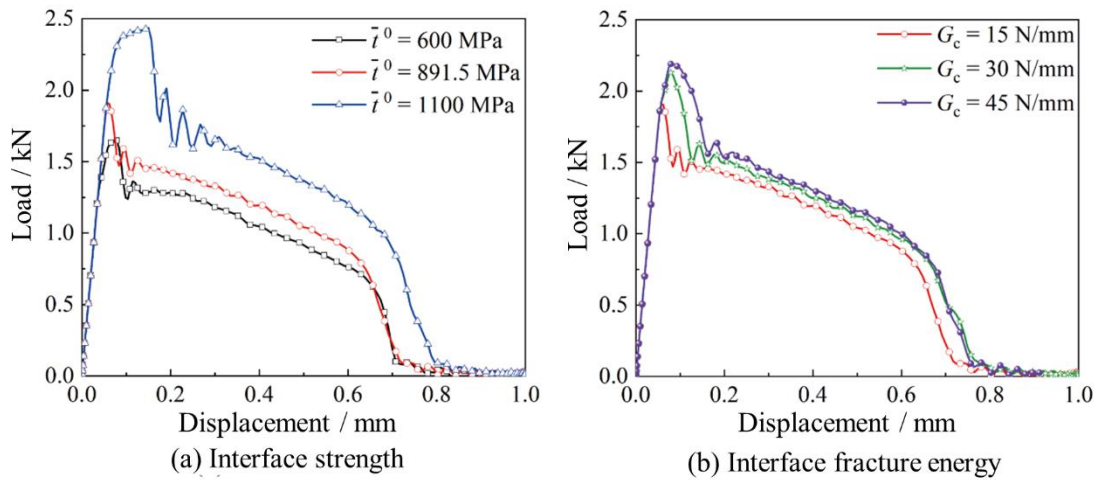 2.5
2.0
1.5
1.0
0.5
0.0
Load / kN
t̄ ⁰ = 600 MPa
t̄ ⁰ = 891.5 MPa
t̄ ⁰ = 1100 MPa
0.0 0.2 0.4 0.6 0.8 1.0
Displacement / mm
(a) Interface strength
2.5
2.0
1.5
1.0
0.5
0.0
Load / kN
Gc = 15 N/mm
Gc = 30 N/mm
Gc = 45 N/mm
0.0 0.2 0.4 0.6 0.8 1.0
Displacement / mm
(b) Interface fracture energy